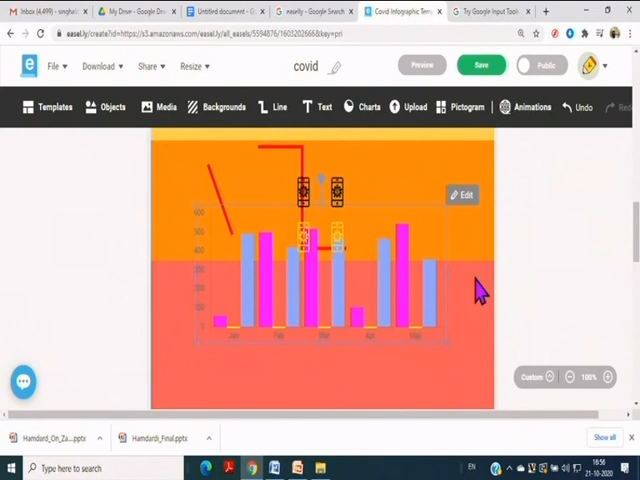 Inbox (4,499) - singhal
My Drive - Google Driv
Untitled document - G
easelly - Google Search
Covid Infographic Temp
Try Google Input Tools
easel.ly/create?id=https://s3.amazonaws.com/easel.ly/all_easels/5594876/1603202666&key=pri
File Download Share Resize covid Preview Save Public
Templates Objects Media Backgrounds Line Text Charts Upload Pictogram Animations Undo Redo
Edit
600
500
400
300
200
100
0
Jan Feb Mar Apr May
Custom 100%
Hamdard_On_Za....pptx Hamdardi_Final.pptx Show all
Type here to search
EN
16:56
21-10-2020